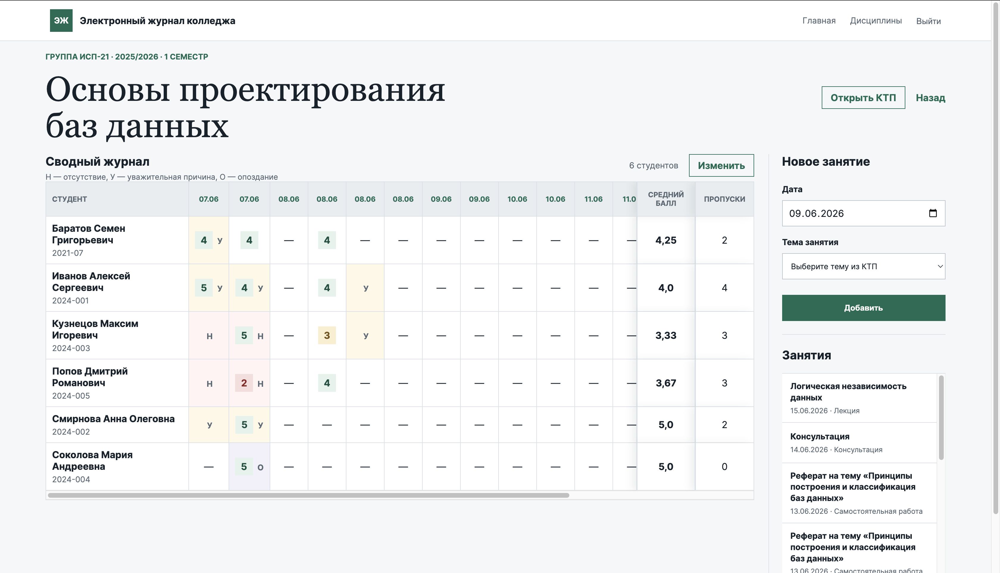 ЭЖ Электронный журнал колледжа Главная Дисциплины Выйти
ГРУППА ИСП-21 · 2025/2026 · 1 СЕМЕСТР
Основы проектирования
баз данных
Открыть КТП Назад
Сводный журнал
6 студентов Изменить
Н — отсутствие, У — уважительная причина, О — опоздание
СТУДЕНТ 07.06 07.06 08.06 08.06 08.06 08.06 09.06 09.06 10.06 10.06 11.06 11.0 СРЕДНИЙ БАЛЛ ПРОПУСКИ
Баратов Семен
Григорьевич
2021-07
4 У 4 — 4 — — — — — — — — 4,25 2
Иванов Алексей
Сергеевич
2024-001
5 У 4 У — 4 У — — — — — — — 4,0 4
Кузнецов Максим
Игоревич
2024-003
Н 5 Н — 3 У — — — — — — — 3,33 3
Попов Дмитрий
Романович
2024-005
Н 2 Н — 4 — — — — — — — — 3,67 3
Смирнова Анна Олеговна
2024-002
У 5 У — — — — — — — — — — 5,0 2
Соколова Мария
Андреевна
2024-004
— 5 О — — — — — — — — — — 5,0 0
Новое занятие
Дата
09.06.2026
Тема занятия
Выберите тему из КТП
Добавить
Занятия
Логическая независимость
данных
15.06.2026 · Лекция
Консультация
14.06.2026 · Консультация
Реферат на тему «Принципы
построения и классификация
баз данных»
13.06.2026 · Самостоятельная работа
Реферат на тему «Принципы
построения и классификация
баз данных»
13.06.2026 · Самостоятельная работа